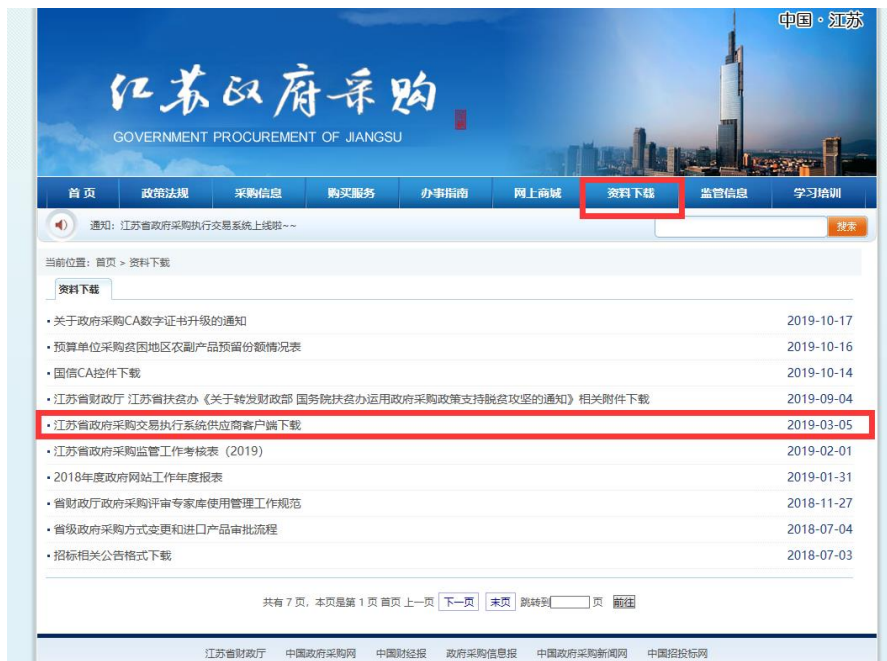 中国 · 江苏
江苏政府采购
GOVERNMENT PROCUREMENT OF JIANGSU
首 页 政策法规 采购信息 购买服务 办事指南 网上商城 资料下载 监管信息 学习培训
通知：江苏省政府采购执行交易系统上线啦~~ 搜索
当前位置：首页 > 资料下载
资料下载
· 关于政府采购CA数字证书升级的通知 2019-10-17
· 预算单位采购贫困地区农副产品预留份额情况表 2019-10-16
· 国信CA控件下载 2019-10-14
· 江苏省财政厅 江苏省扶贫办《关于转发财政部 国务院扶贫办运用政府采购政策支持脱贫攻坚的通知》相关附件下载 2019-09-04
· 江苏省政府采购交易执行系统供应商客户端下载 2019-03-05
· 江苏省政府采购监管工作考核表（2019） 2019-02-01
· 2018年度政府网站工作年度报表 2019-01-31
· 省财政厅政府采购评审专家库使用管理工作规范 2018-11-27
· 省级政府采购方式变更和进口产品审批流程 2018-07-04
· 招标相关公告格式下载 2018-07-03
共有 7 页, 本页是第 1 页 首页 上一页 下一页 末页 跳转到 页 前往
江苏省财政厅 中国政府采购网 中国财经报 政府采购信息报 中国政府采购新闻网 中国招投标网